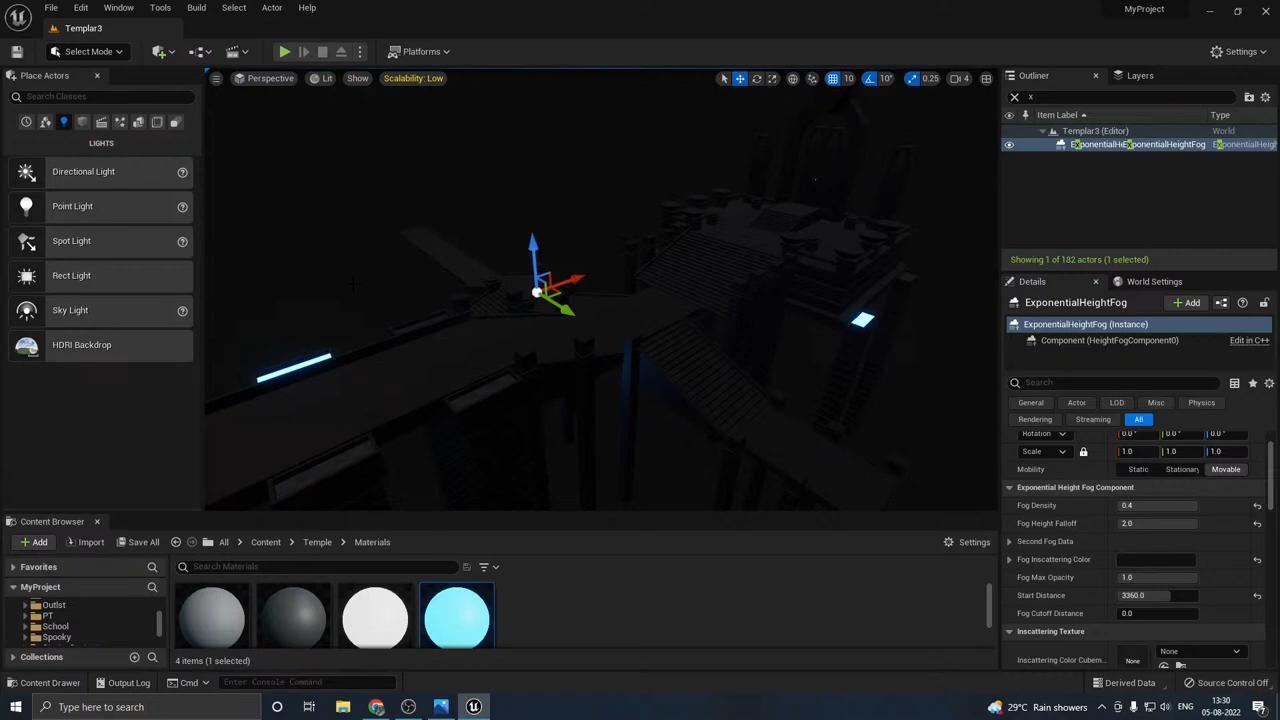 File Edit Window Tools Build Select Actor Help
MyProject
Templar3
Select Mode
Platforms
Settings
Place Actors
Perspective
Lit
Show
Scalability: Low
10
10°
0.25
4
Outliner
Layers
Search Classes
x
Item Label
Type
LIGHTS
Templar3 (Editor)
World
ExponentialHeightFog
Directional Light
Point Light
Spot Light
Rect Light
Sky Light
HDRI Backdrop
Showing 1 of 182 actors (1 selected)
Details
World Settings
ExponentialHeightFog
Add
ExponentialHeightFog (Instance)
Component (HeightFogComponent0)
Edit in C++
Search
General
Actor
LOD
Misc
Physics
Rendering
Streaming
All
Rotation
0.0 °
0.0 °
0.0 °
Scale
1.0
1.0
1.0
Mobility
Static
Stationary
Movable
Exponential Height Fog Component
Fog Density
0.4
Fog Height Falloff
2.0
Second Fog Data
Fog Inscattering Color
Fog Max Opacity
1.0
Start Distance
3360.0
Fog Cutoff Distance
0.0
Inscattering Texture
Inscattering Color Cubem
None
None
Content Browser
Add
Import
Save All
All
Content
Temple
Materials
Settings
Favorites
MyProject
Outlst
PT
School
Spooky
Collections
Search Materials
4 items (1 selected)
Content Drawer
Output Log
Cmd
Enter Console Command
Derived Data
Source Control Off
Type here to search
29°C Rain showers
ENG
13:30
05-08-2022